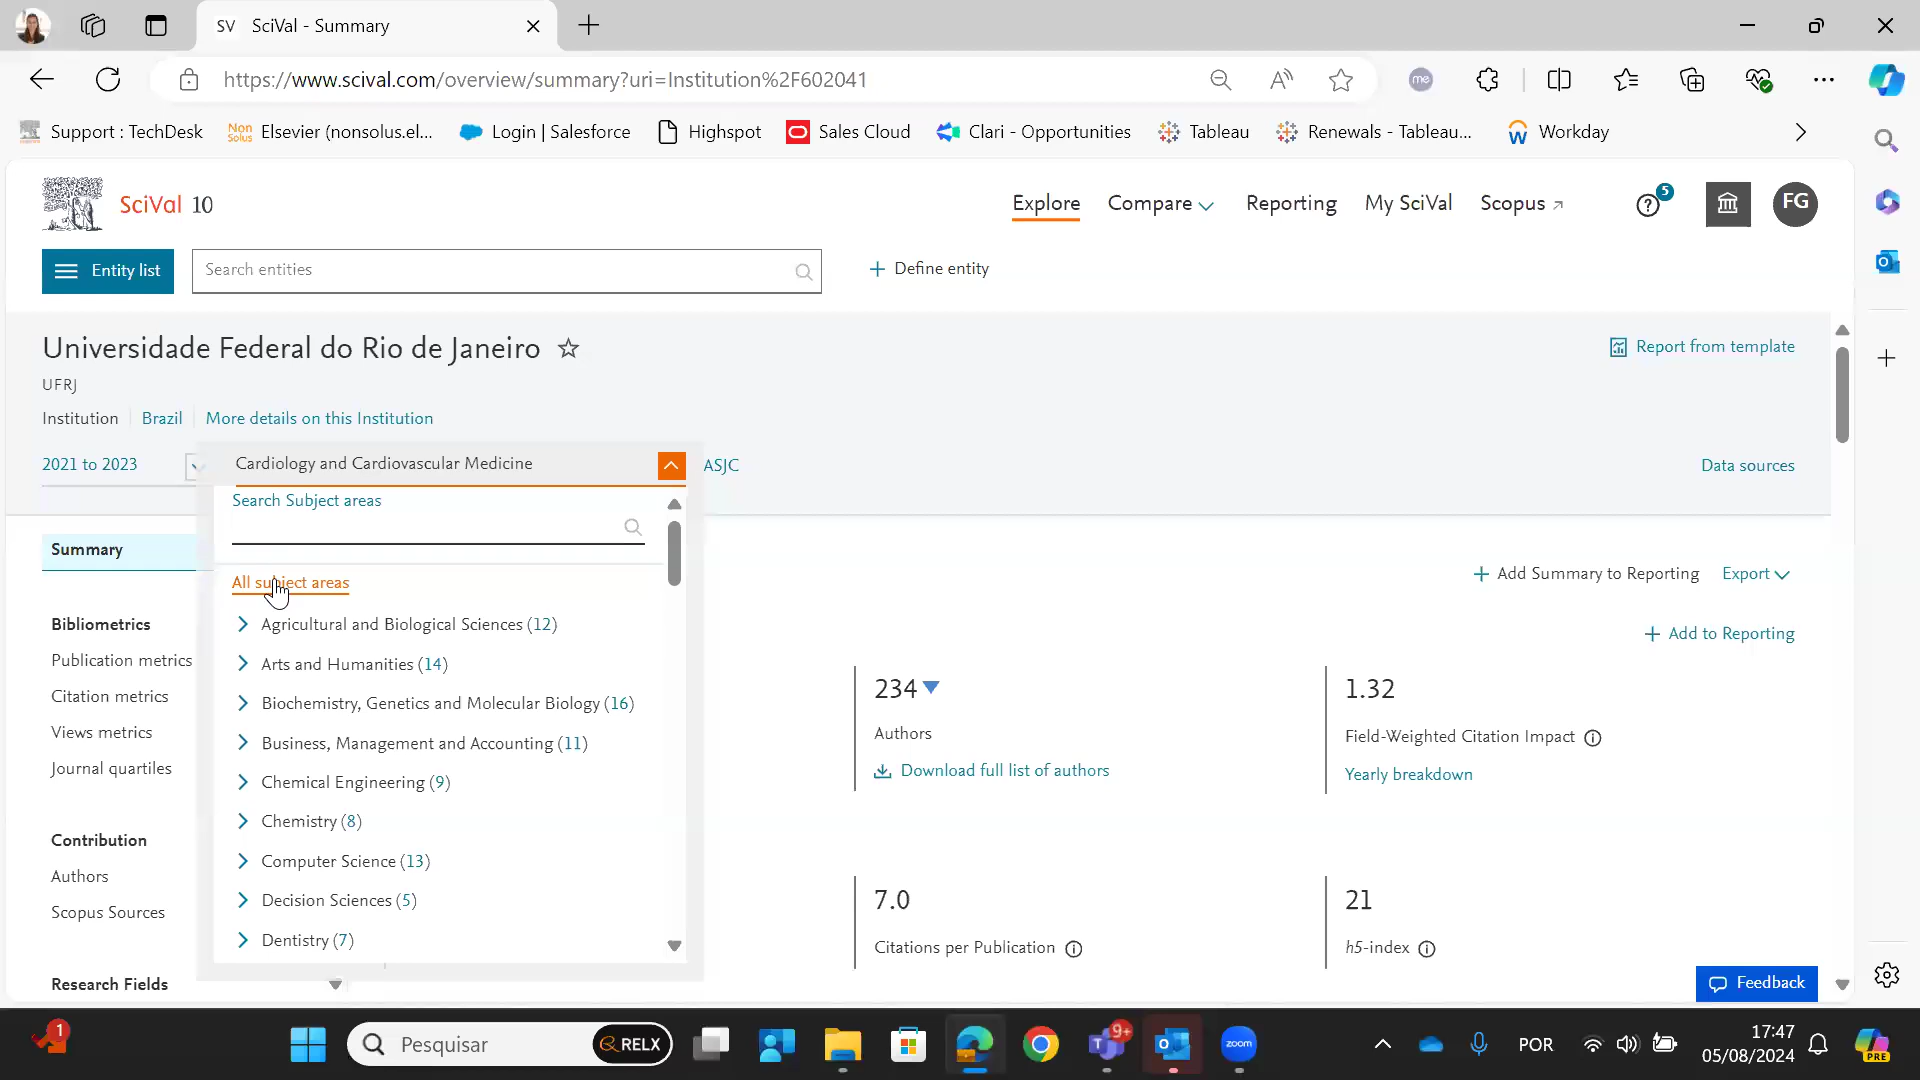 SV SciVal - Summary
https://www.scival.com/overview/summary?uri=Institution%2F602041
me
Support : TechDesk
Non Solus
Elsevier (nonsolus.el...
Login | Salesforce
Highspot
Sales Cloud
Clari - Opportunities
Tableau
Renewals - Tableau...
Workday
SciVal 10
Explore
Compare
Reporting
My SciVal
Scopus
5
FG
Entity list
Search entities
Define entity
Universidade Federal do Rio de Janeiro
Report from template
UFRJ
Institution
Brazil
More details on this Institution
2021 to 2023
Cardiology and Cardiovascular Medicine
ASJC
Data sources
Search Subject areas
Summary
All subject areas
Add Summary to Reporting
Export
Agricultural and Biological Sciences (12)
Arts and Humanities (14)
Biochemistry, Genetics and Molecular Biology (16)
Business, Management and Accounting (11)
Chemical Engineering (9)
Chemistry (8)
Computer Science (13)
Decision Sciences (5)
Dentistry (7)
Bibliometrics
Publication metrics
Citation metrics
Views metrics
Journal quartiles
Contribution
Authors
Scopus Sources
Research Fields
Add to Reporting
234
Authors
Download full list of authors
1.32
Field-Weighted Citation Impact
Yearly breakdown
7.0
Citations per Publication
21
h5-index
Feedback
1
Pesquisar
RELX
9+
zoom
POR
17:47
05/08/2024
PRE